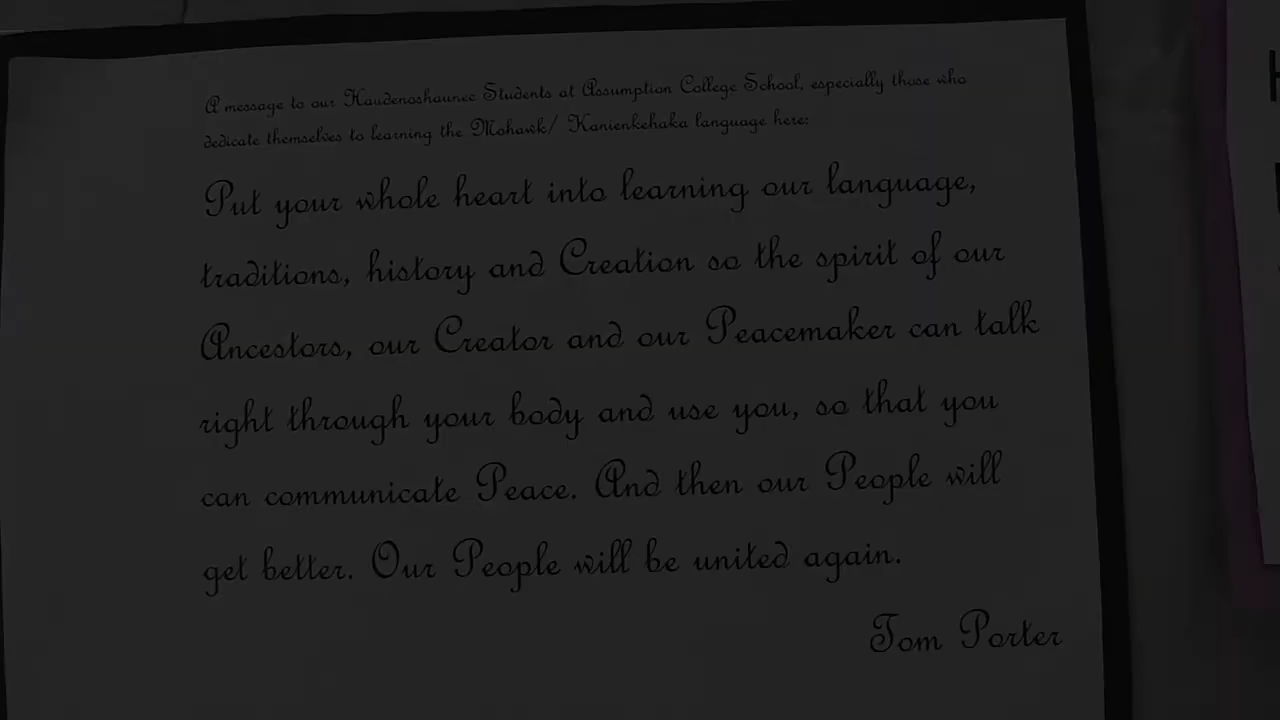 A message to our Haudenoshaunee Students at Assumption College School, especially those who
dedicate themselves to learning the Mohawk/ Kanienkehaka language here:
Put your whole heart into learning our language,
traditions, history and Creation so the spirit of our
Ancestors, our Creator and our Peacemaker can talk
right through your body and use you, so that you
can communicate Peace. And then our People will
get better. Our People will be united again.
Tom Porter